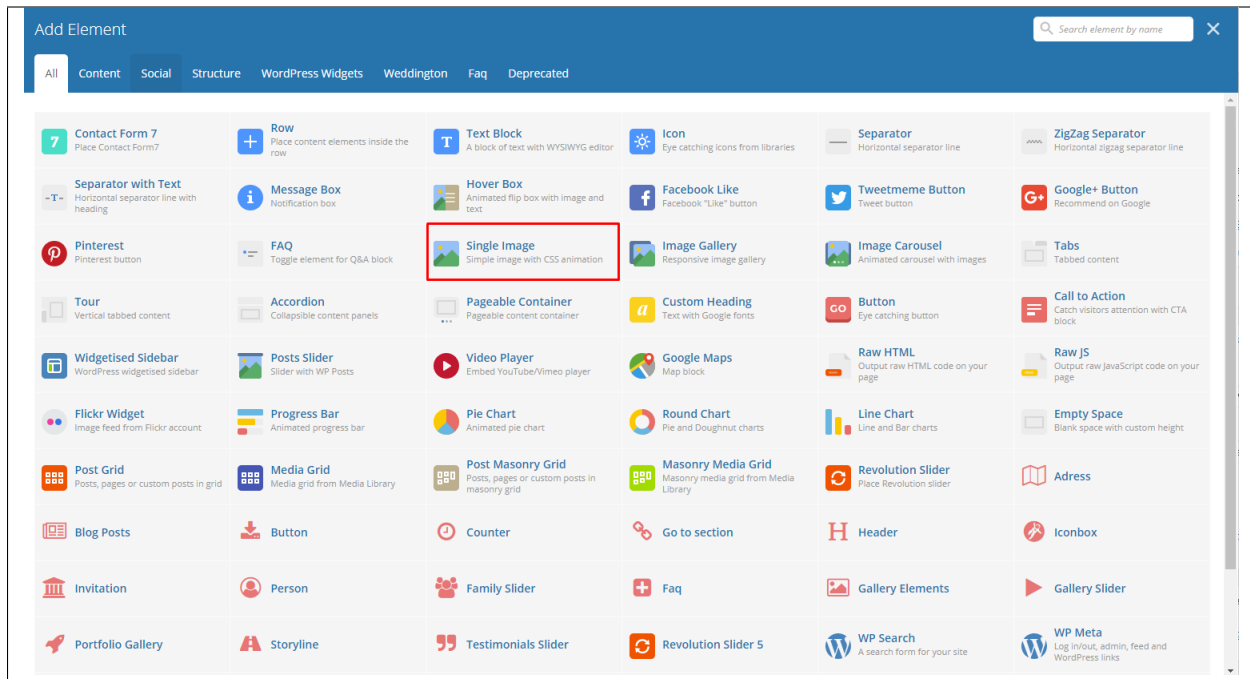 Add Element
Search element by name
All Content Social Structure WordPress Widgets Weddington Faq Deprecated
7
Contact Form 7
Place Contact Form7
Row
Place content elements inside the
row
T
Text Block
A block of text with WYSIWYG editor
Icon
Eye catching icons from libraries
Separator
Horizontal separator line
ZigZag Separator
Horizontal zigzag separator line
-T-
Separator with Text
Horizontal separator line with
heading
i
Message Box
Notification box
Hover Box
Animated flip box with image and
text
f
Facebook Like
Facebook "Like" button
Tweetmeme Button
Tweet button
G+
Google+ Button
Recommend on Google
Pinterest
Pinterest button
FAQ
Toggle element for Q&A block
Single Image
Simple image with CSS animation
Image Gallery
Responsive image gallery
Image Carousel
Animated carousel with images
Tabs
Tabbed content
Tour
Vertical tabbed content
Accordion
Collapsible content panels
Pageable Container
Pageable content container
a
Custom Heading
Text with Google fonts
GO
Button
Eye catching button
Call to Action
Catch visitors attention with CTA
block
Widgetised Sidebar
WordPress widgetised sidebar
Posts Slider
Slider with WP Posts
Video Player
Embed YouTube/Vimeo player
Google Maps
Map block
Raw HTML
Output raw HTML code on your
page
Raw JS
Output raw JavaScript code on your
page
Flickr Widget
Image feed from Flickr account
Progress Bar
Animated progress bar
Pie Chart
Animated pie chart
Round Chart
Pie and Doughnut charts
Line Chart
Line and Bar charts
Empty Space
Blank space with custom height
Post Grid
Posts, pages or custom posts in grid
Media Grid
Media grid from Media Library
Post Masonry Grid
Posts, pages or custom posts in
masonry grid
Masonry Media Grid
Masonry media grid from Media
Library
Revolution Slider
Place Revolution slider
Adress
Blog Posts
Button
Counter
Go to section
H
Header
Iconbox
Invitation
Person
Family Slider
Faq
Gallery Elements
Gallery Slider
Portfolio Gallery
Storyline
Testimonials Slider
Revolution Slider 5
WP Search
A search form for your site
WP Meta
Log in/out, admin, feed and
WordPress links